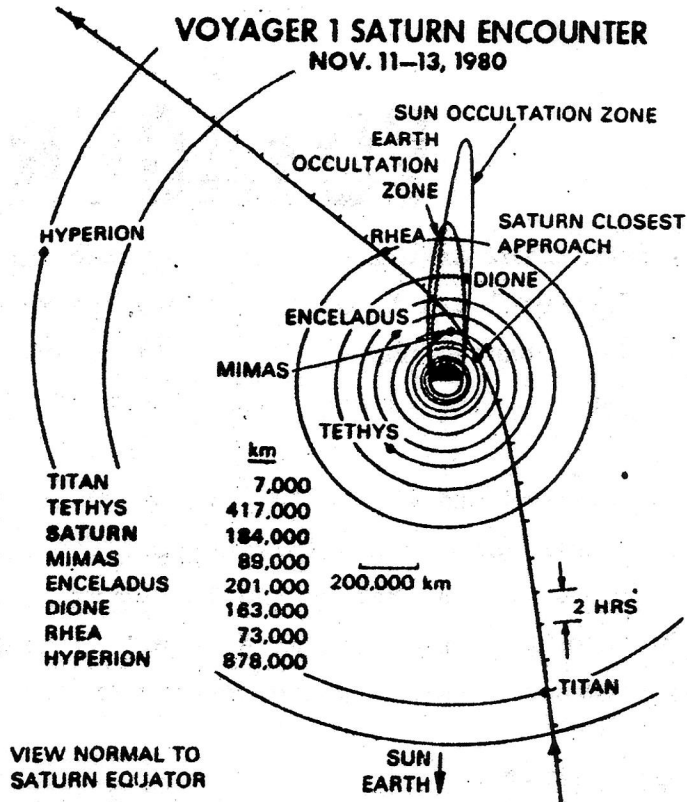 VOYAGER 1 SATURN ENCOUNTER
NOV. 11–13, 1980
SUN OCCULTATION ZONE
EARTH
OCCULTATION
ZONE
SATURN CLOSEST
APPROACH
HYPERION
RHEA
DIONE
ENCELADUS
MIMAS
TETHYS
km
TITAN 7,000
TETHYS 417,000
SATURN 184,000
MIMAS 89,000
ENCELADUS 201,000
DIONE 163,000
RHEA 73,000
HYPERION 878,000
200,000 km
2 HRS
TITAN
VIEW NORMAL TO
SATURN EQUATOR
SUN
EARTH